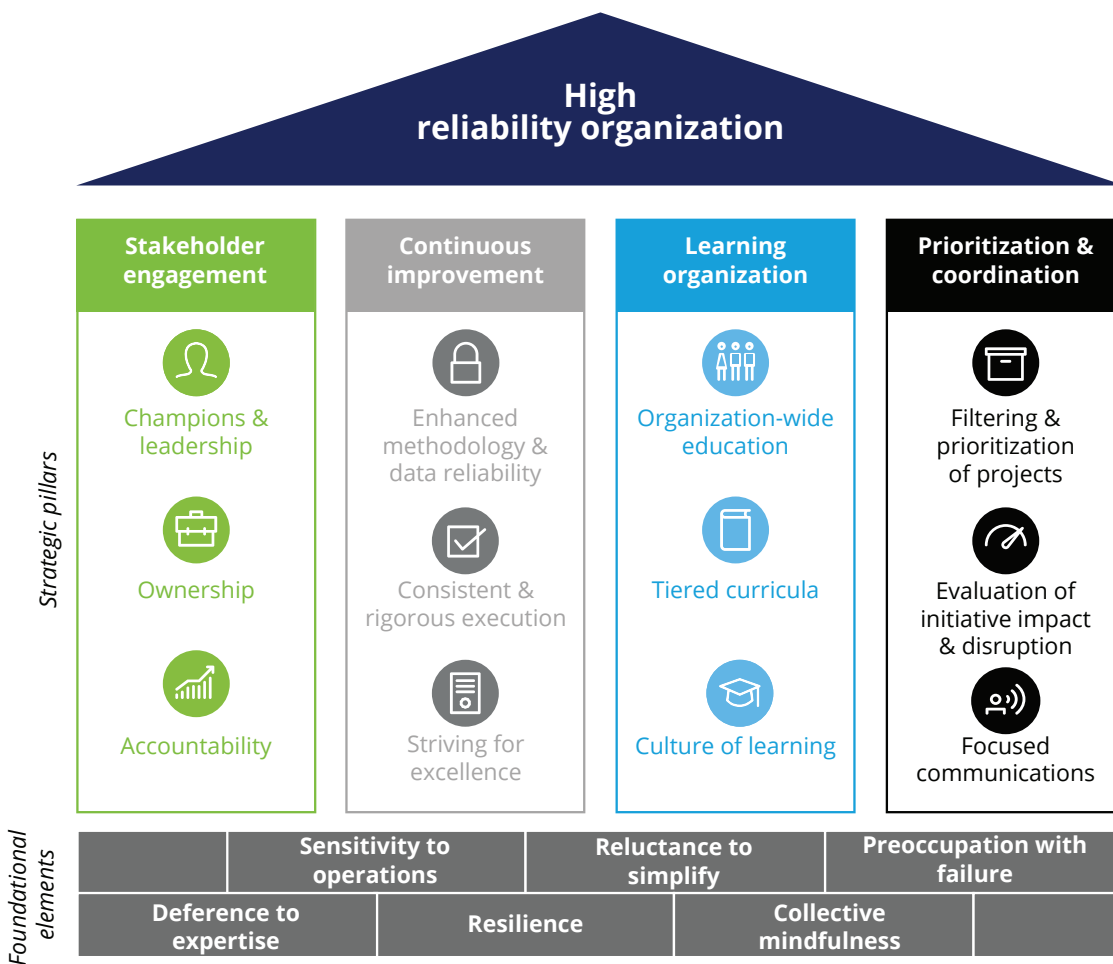 High
reliability organization
Stakeholder
engagement
Champions &
leadership
Ownership
Accountability
Continuous
improvement
Enhanced
methodology &
data reliability
Consistent &
rigorous execution
Striving for
excellence
Learning
organization
Organization-wide
education
Tiered curricula
Culture of learning
Prioritization &
coordination
Filtering &
prioritization
of projects
Evaluation of
initiative impact
& disruption
Focused
communications
Strategic pillars
Foundational
elements
Sensitivity to
operations
Reluctance to
simplify
Preoccupation with
failure
Deference to
expertise
Resilience
Collective
mindfulness